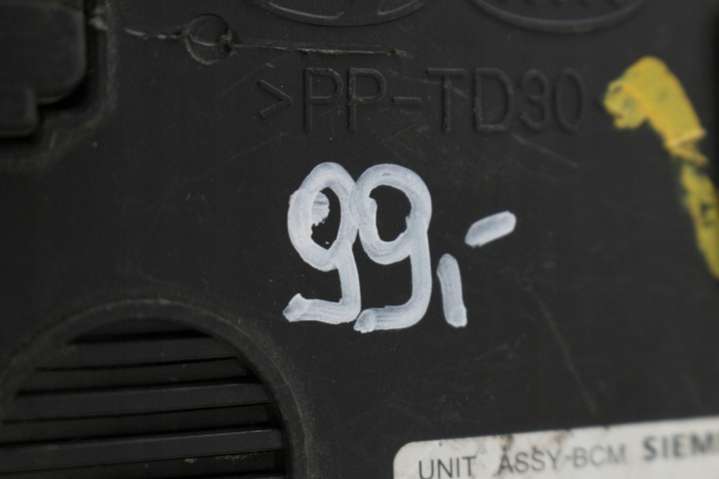 >PP-TD30
99,-
UNIT ASSY-BCM SIEM